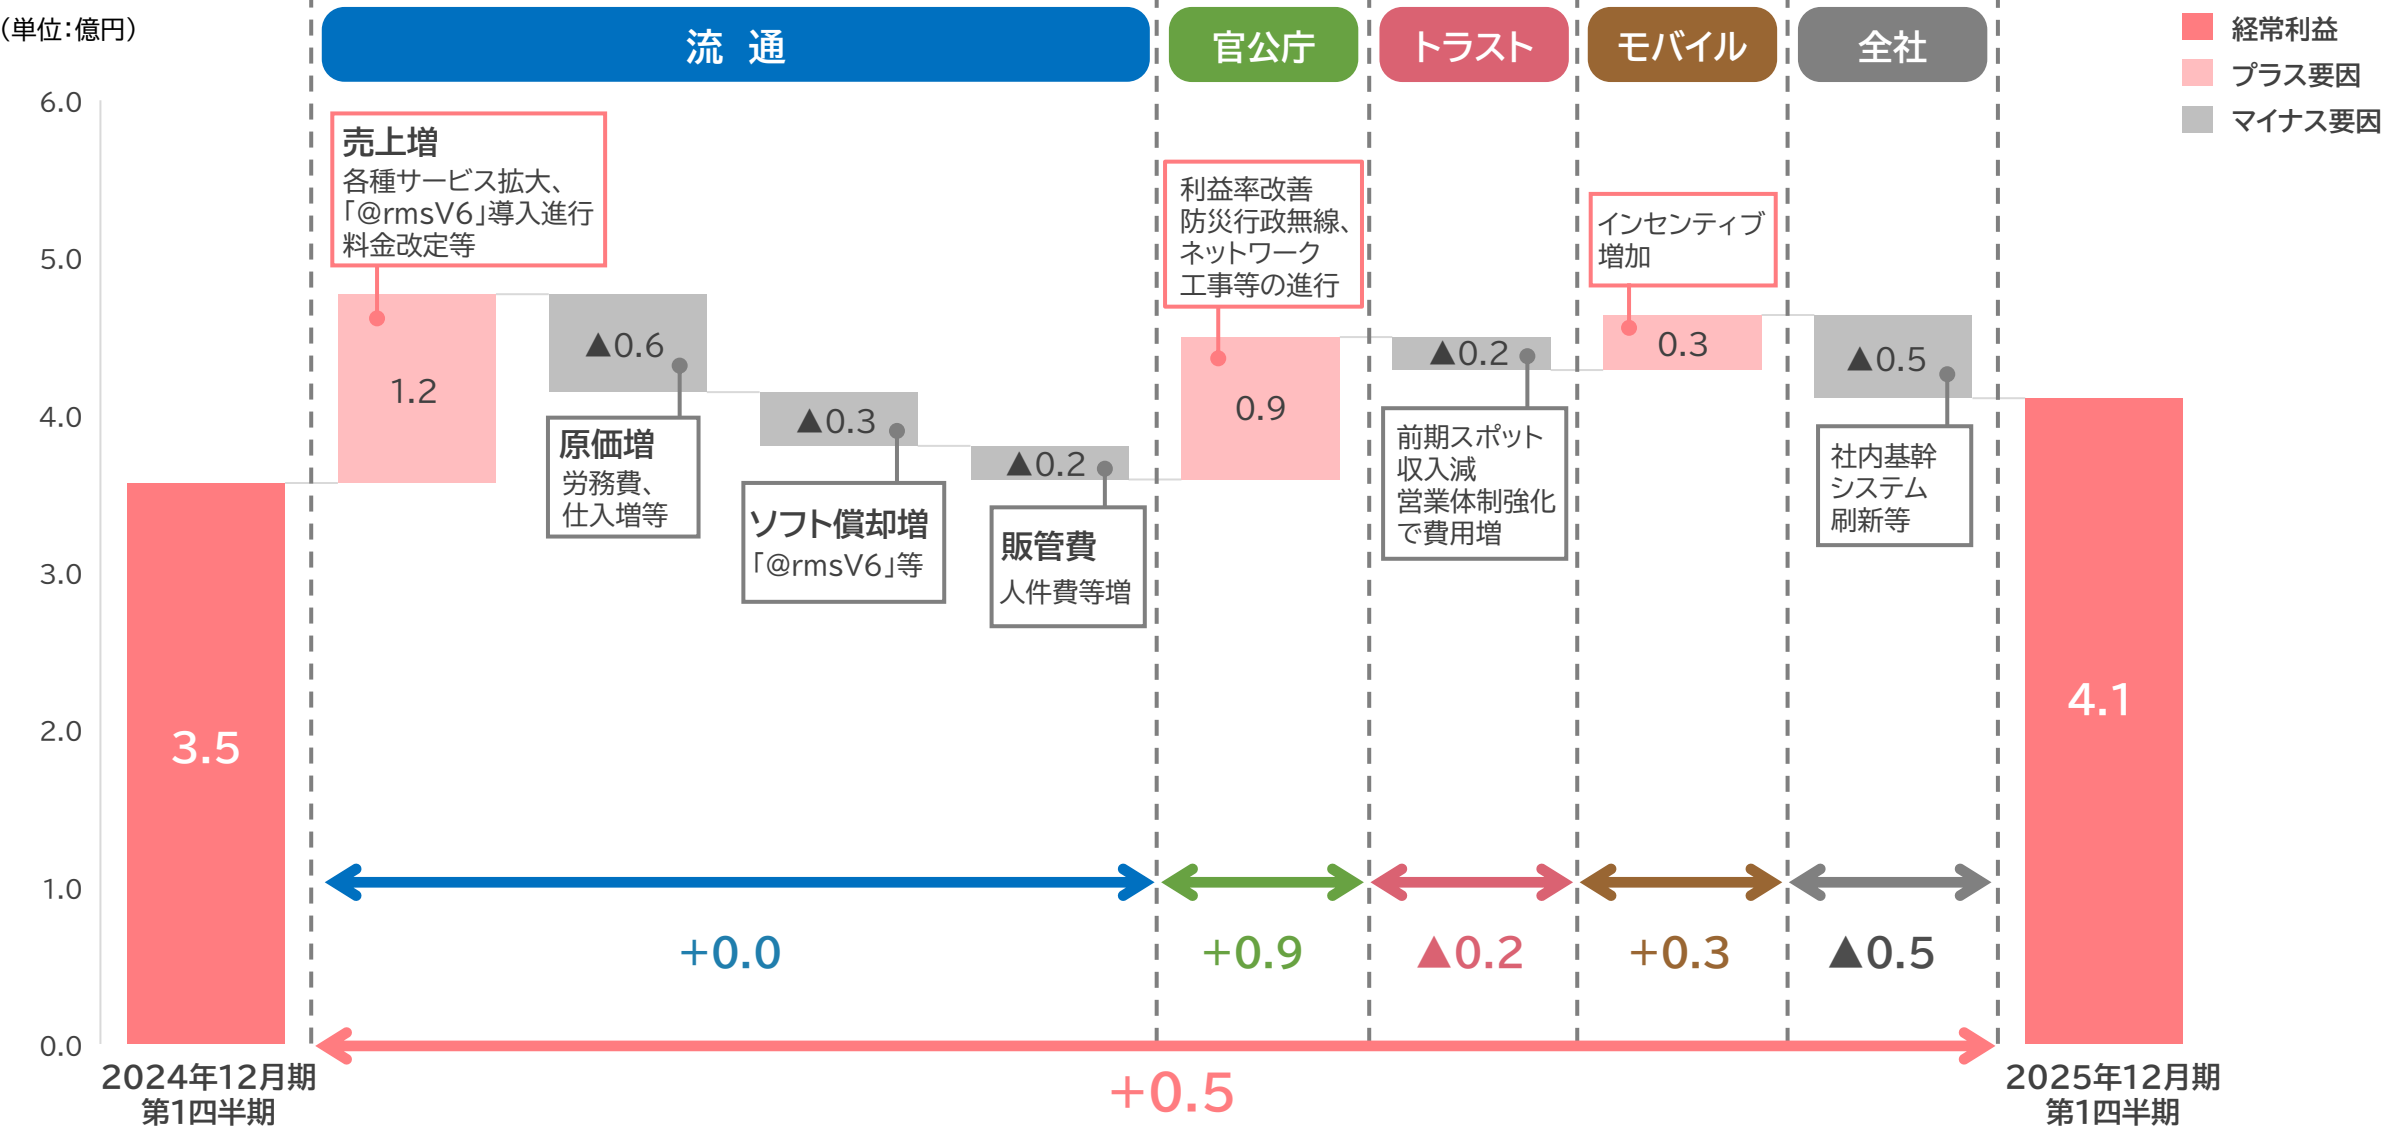 (単位:億円)
流 通
官公庁
トラスト
モバイル
全社
経常利益
プラス要因
マイナス要因
6.0
5.0
4.0
3.0
2.0
1.0
0.0
売上増
各種サービス拡大、
「@rmsV6」導入進行
料金改定等
1.2
▲0.6
原価増
労務費、
仕入増等
▲0.3
ソフト償却増
「@rmsV6」等
▲0.2
販管費
人件費等増
利益率改善
防災行政無線、
ネットワーク
工事等の進行
0.9
▲0.2
前期スポット
収入減
営業体制強化
で費用増
インセンティブ
増加
0.3
▲0.5
社内基幹
システム
刷新等
3.5
4.1
+0.0
+0.9
▲0.2
+0.3
▲0.5
+0.5
2024年12月期
第1四半期
2025年12月期
第1四半期